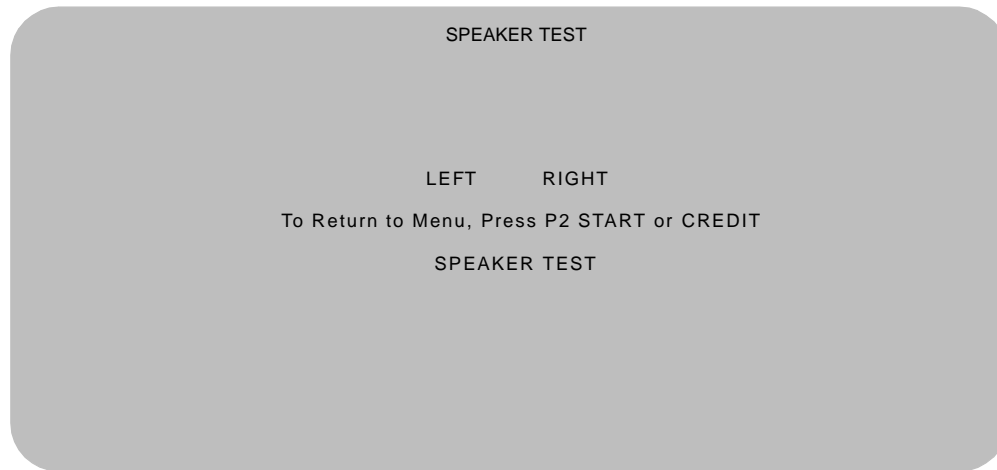 SPEAKER TEST
LEFT RIGHT
To Return to Menu, Press P2 START or CREDIT
SPEAKER TEST